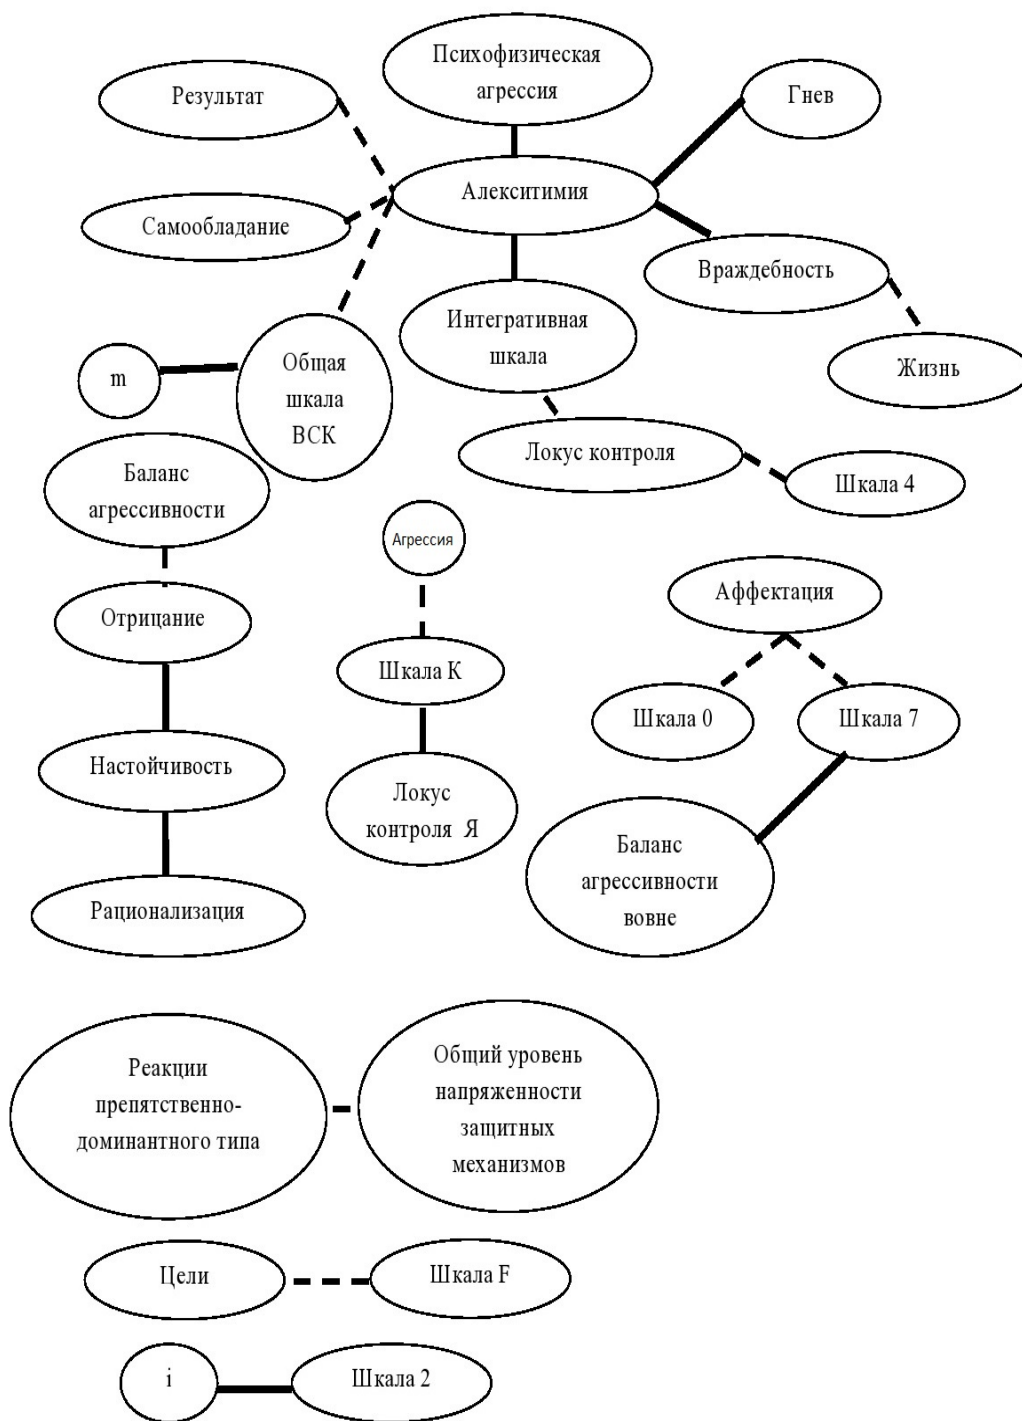 Психофизическая
агрессия
Результат
Гнев
Алекситимия
Самообладание
Враждебность
Интегративная
шкала
Жизнь
m
Общая
шкала
ВСК
Локус контроля
Шкала 4
Баланс
агрессивности
Агрессия
Аффектация
Отрицание
Шкала K
Шкала 0
Шкала 7
Настойчивость
Локус
контроля Я
Баланс
агрессивности
вовне
Рационализация
Реакции
препятственно-
доминантного типа
Общий уровень
напряженности
защитных
механизмов
Цели
Шкала F
i
Шкала 2